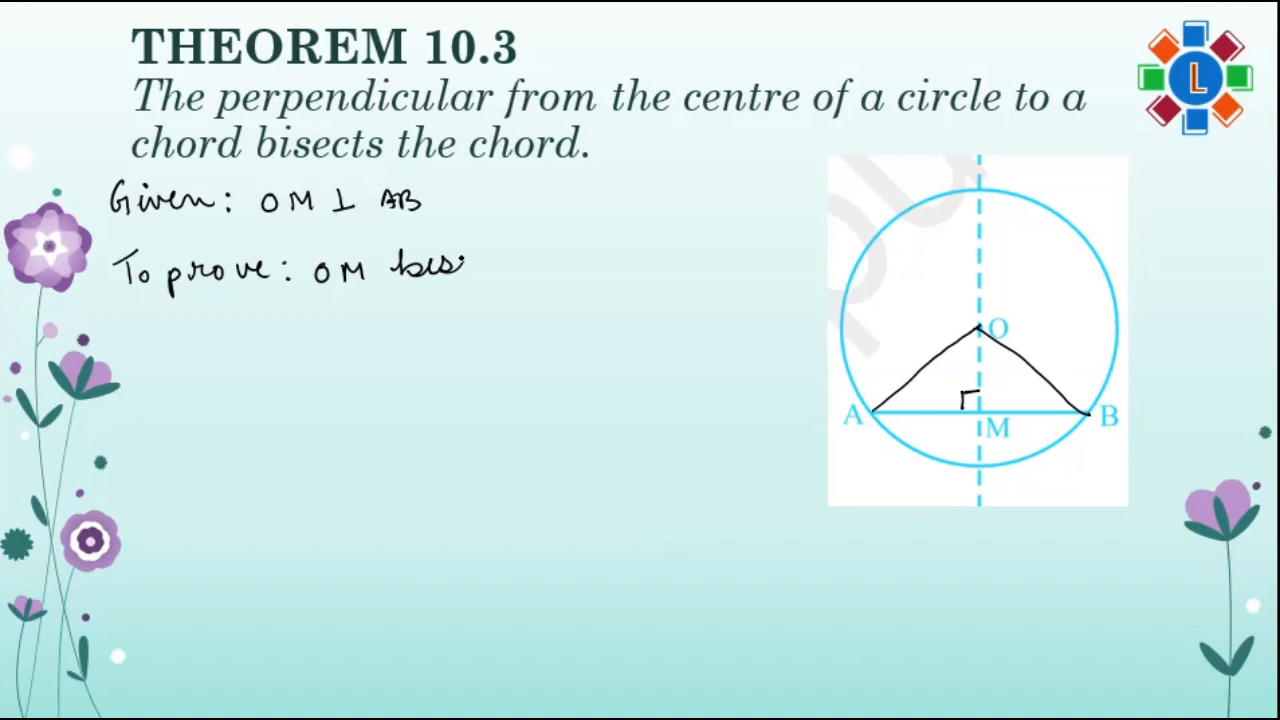 THEOREM 10.3
The perpendicular from the centre of a circle to a
chord bisects the chord.
Given: OM ⊥ AB
To prove: OM bis
L
O
A
M
B